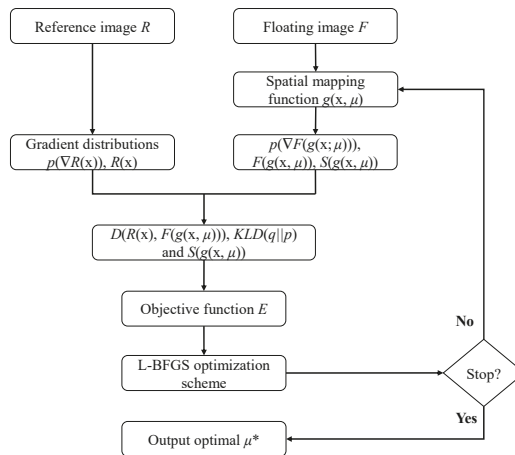 Reference image R
Floating image F
Spatial mapping
function g(x, μ)
Gradient distributions
p(∇R(x)), R(x)
p(∇F(g(x; μ))),
F(g(x, μ)), S(g(x, μ))
D(R(x), F(g(x, μ))), KLD(q||p)
and S(g(x, μ))
Objective function E
No
L-BFGS optimization
scheme
Stop?
Yes
Output optimal μ*